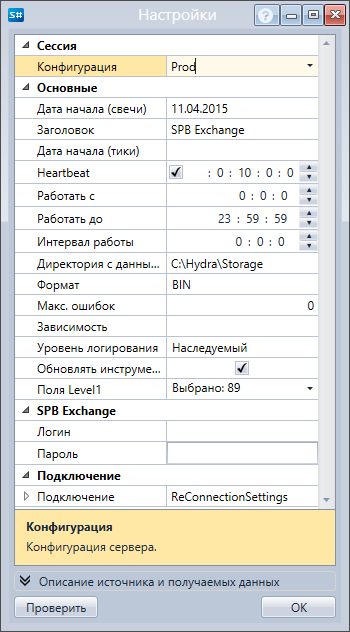 S# Настройки ?
Сессия
Конфигурация Prod
Основные
Дата начала (свечи) 11.04.2015
Заголовок SPB Exchange
Дата начала (тики)
Heartbeat : 0 : 10 : 0 : 0
Работать с 0 : 0 : 0
Работать до 23 : 59 : 59
Интервал работы 0 : 0 : 0
Директория с данны... C:\Hydra\Storage
Формат BIN
Макс. ошибок 0
Зависимость
Уровень логирования Наследуемый
Обновлять инструме...
Поля Level1 Выбрано: 89
SPB Exchange
Логин
Пароль
Подключение
Подключение ReConnectionSettings
Конфигурация
Конфигурация сервера.
Описание источника и получаемых данных
Проверить OK